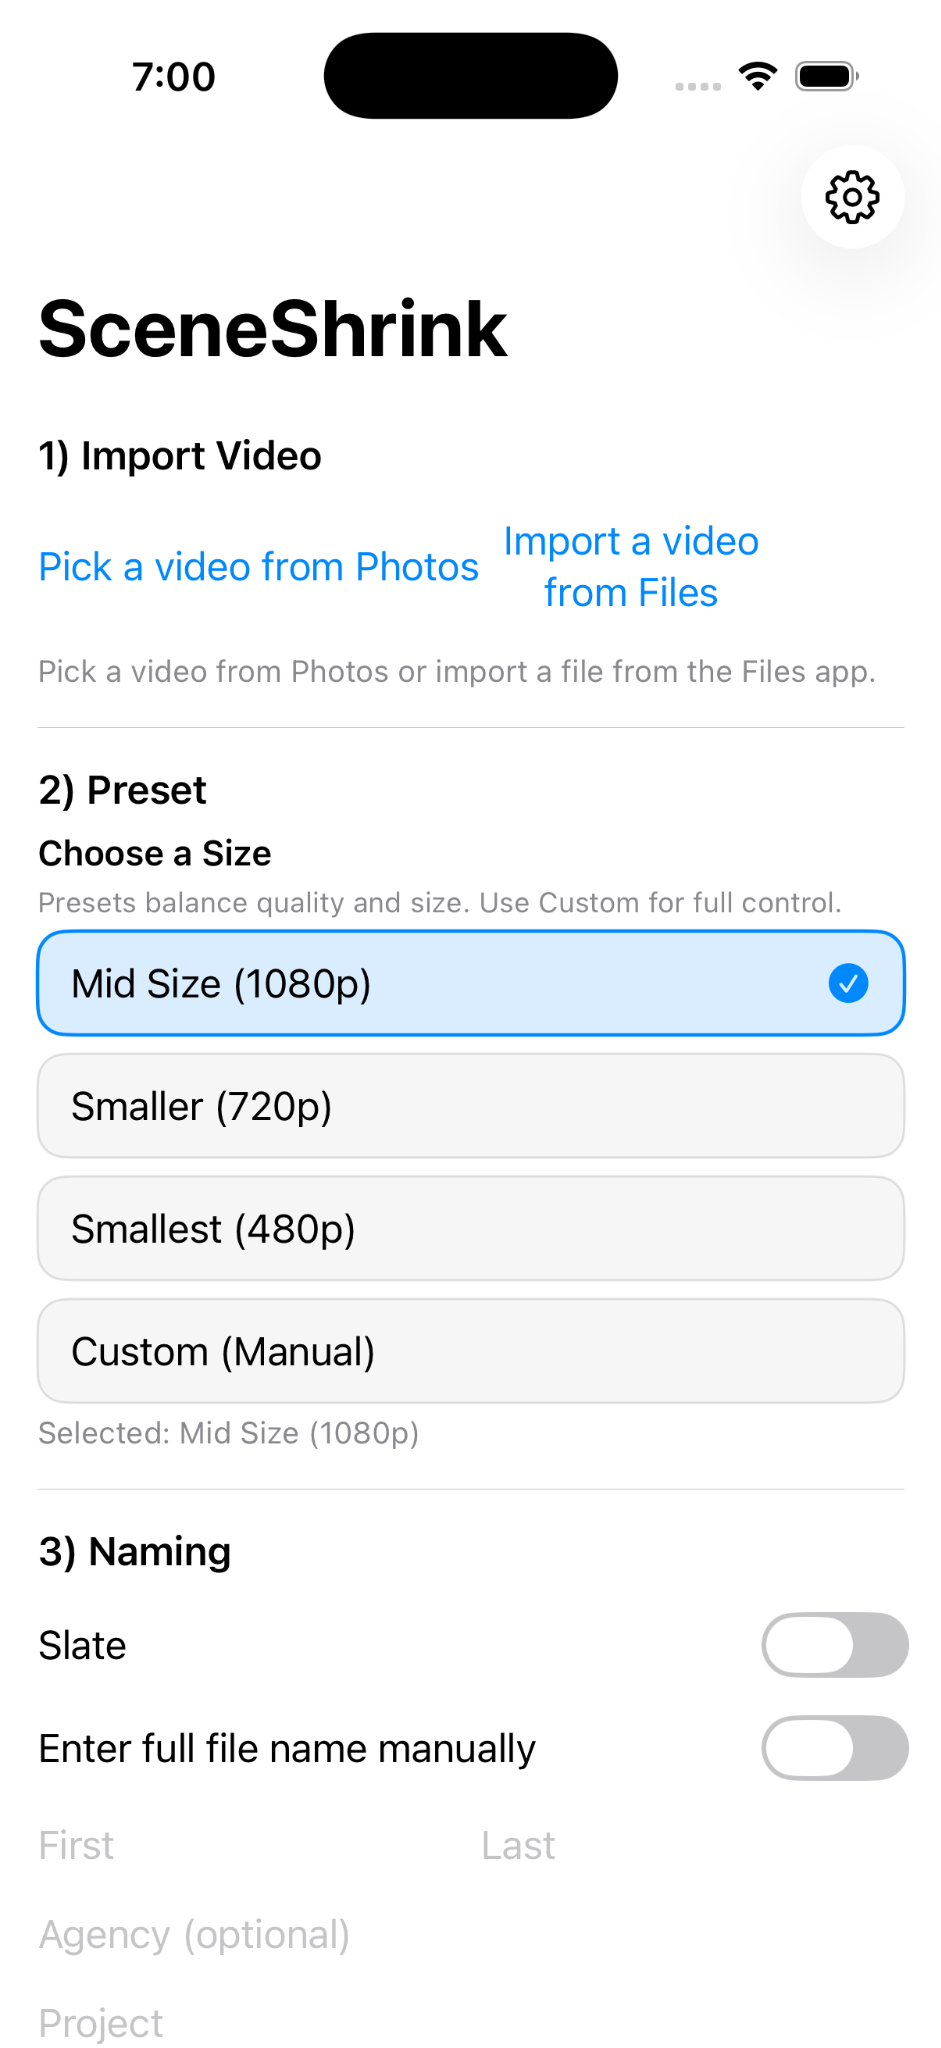 7:00
SceneShrink
1) Import Video
Pick a video from Photos
Import a video
from Files
Pick a video from Photos or import a file from the Files app.
2) Preset
Choose a Size
Presets balance quality and size. Use Custom for full control.
Mid Size (1080p)
Smaller (720p)
Smallest (480p)
Custom (Manual)
Selected: Mid Size (1080p)
3) Naming
Slate
Enter full file name manually
First Last
Agency (optional)
Project